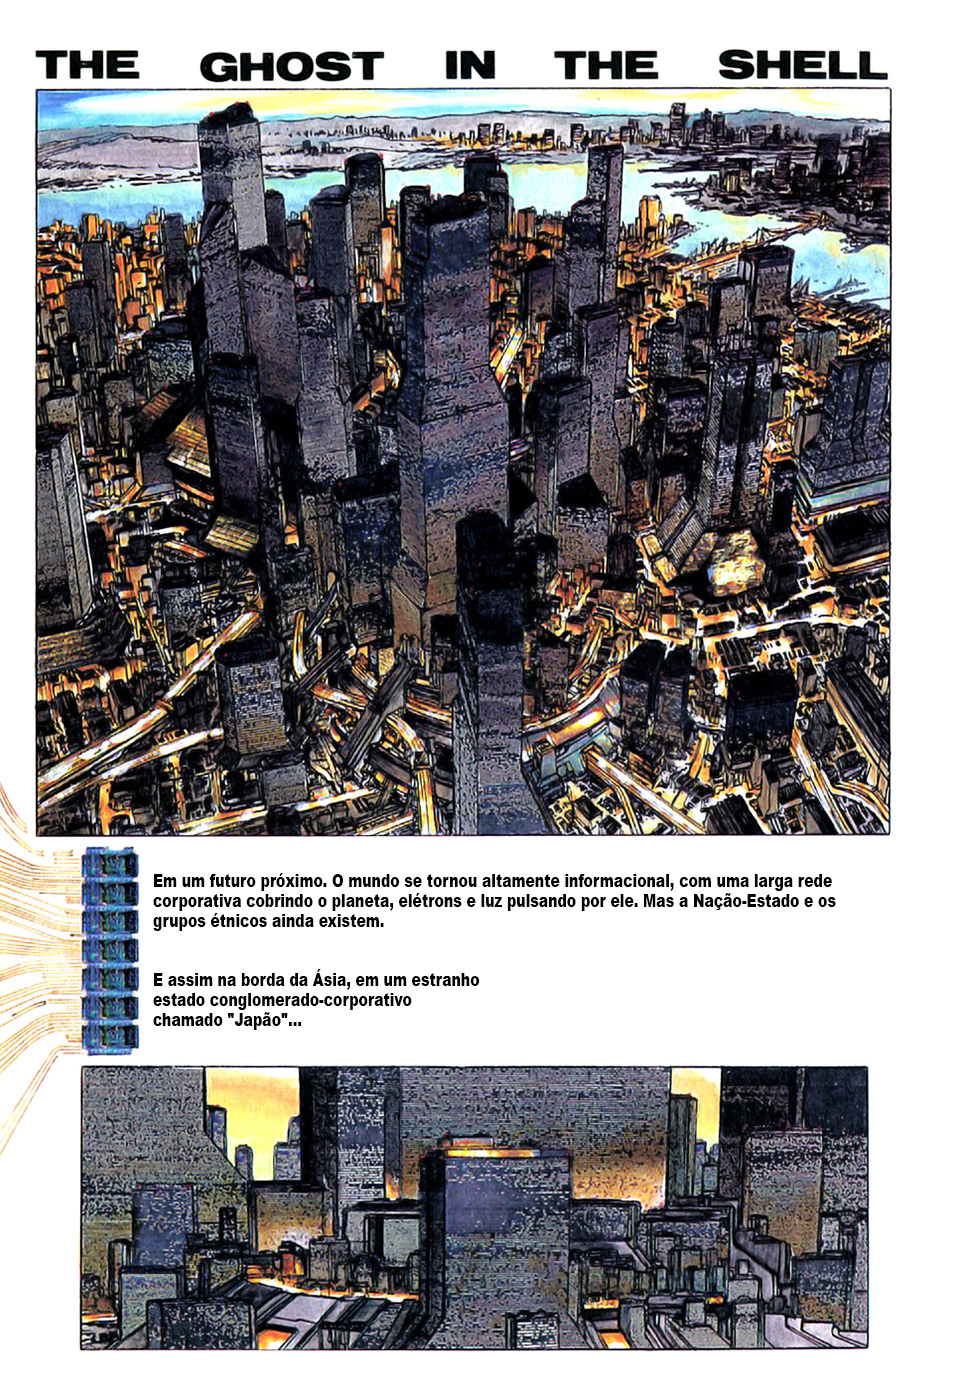 THE GHOST IN THE SHELL
Em um futuro próximo. O mundo se tornou altamente informacional, com uma larga rede
corporativa cobrindo o planeta, elétrons e luz pulsando por ele. Mas a Nação-Estado e os
grupos étnicos ainda existem.
E assim na borda da Ásia, em um estranho
estado conglomerado-corporativo
chamado "Japão"...